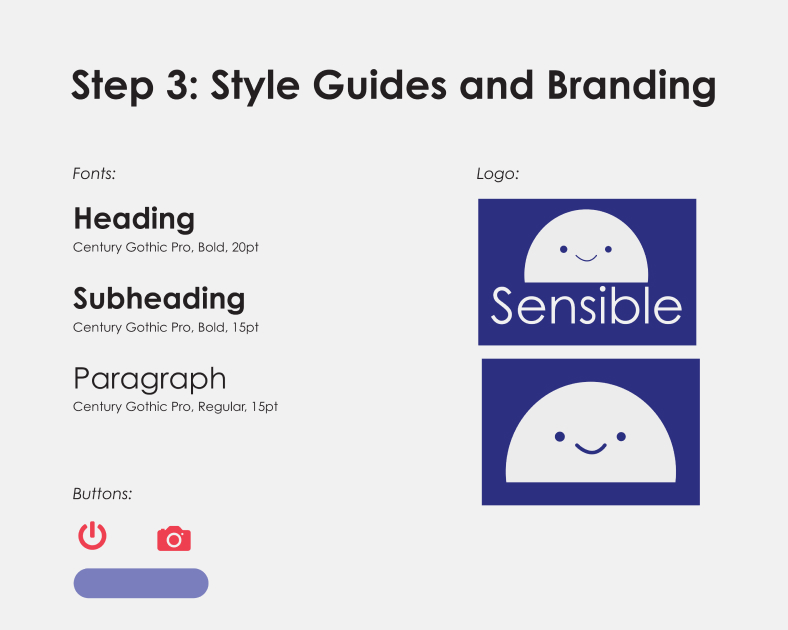 Step 3: Style Guides and Branding
Fonts:
Heading
Century Gothic Pro, Bold, 20pt
Subheading
Century Gothic Pro, Bold, 15pt
Paragraph
Century Gothic Pro, Regular, 15pt
Buttons:
Logo:
Sensible